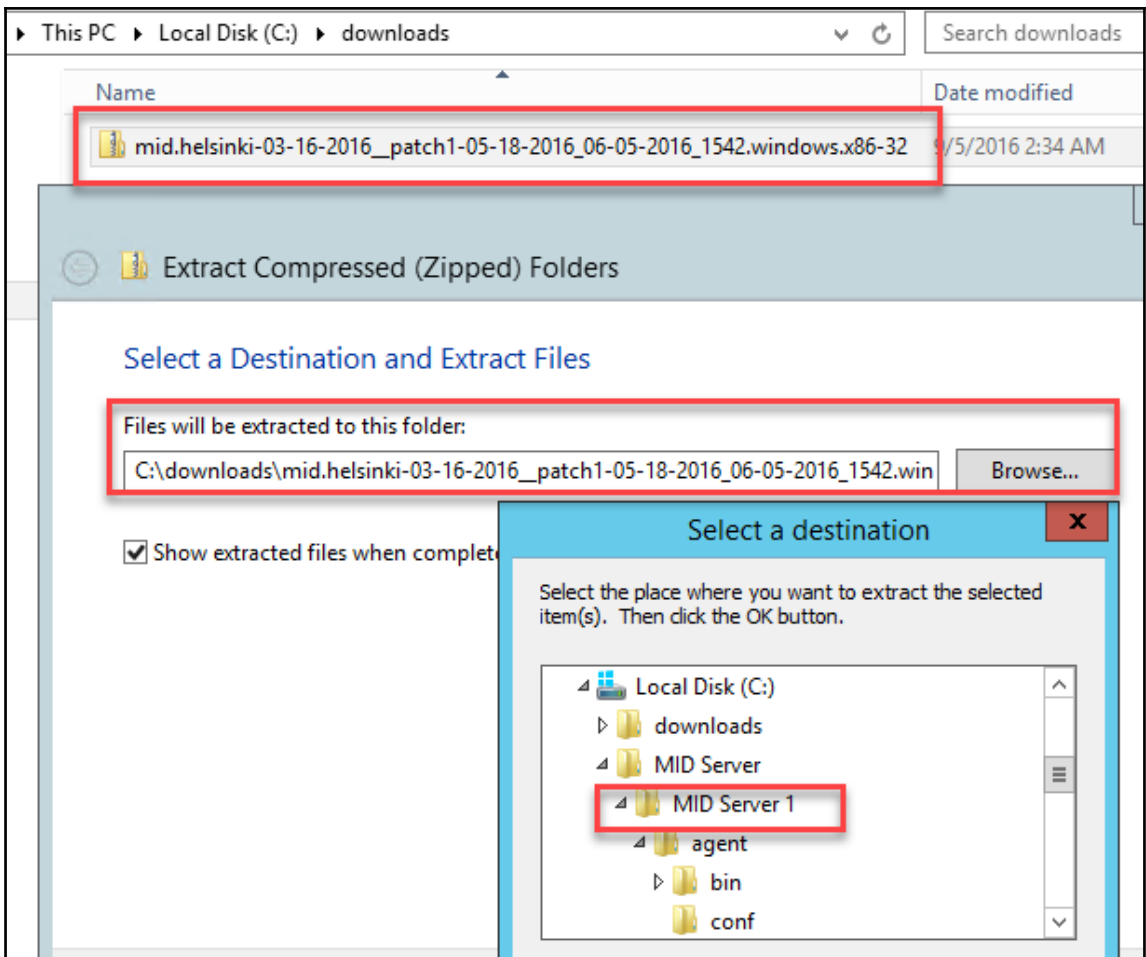 This PC Local Disk (C:) downloads Search downloads
Name Date modified
mid.helsinki-03-16-2016__patch1-05-18-2016_06-05-2016_1542.windows.x86-32 9/5/2016 2:34 AM
Extract Compressed (Zipped) Folders
Select a Destination and Extract Files
Files will be extracted to this folder:
C:\downloads\mid.helsinki-03-16-2016__patch1-05-18-2016_06-05-2016_1542.win Browse...
Show extracted files when complete
Select a destination
x
Select the place where you want to extract the selected
item(s). Then click the OK button.
Local Disk (C:)
downloads
MID Server
MID Server 1
agent
bin
conf